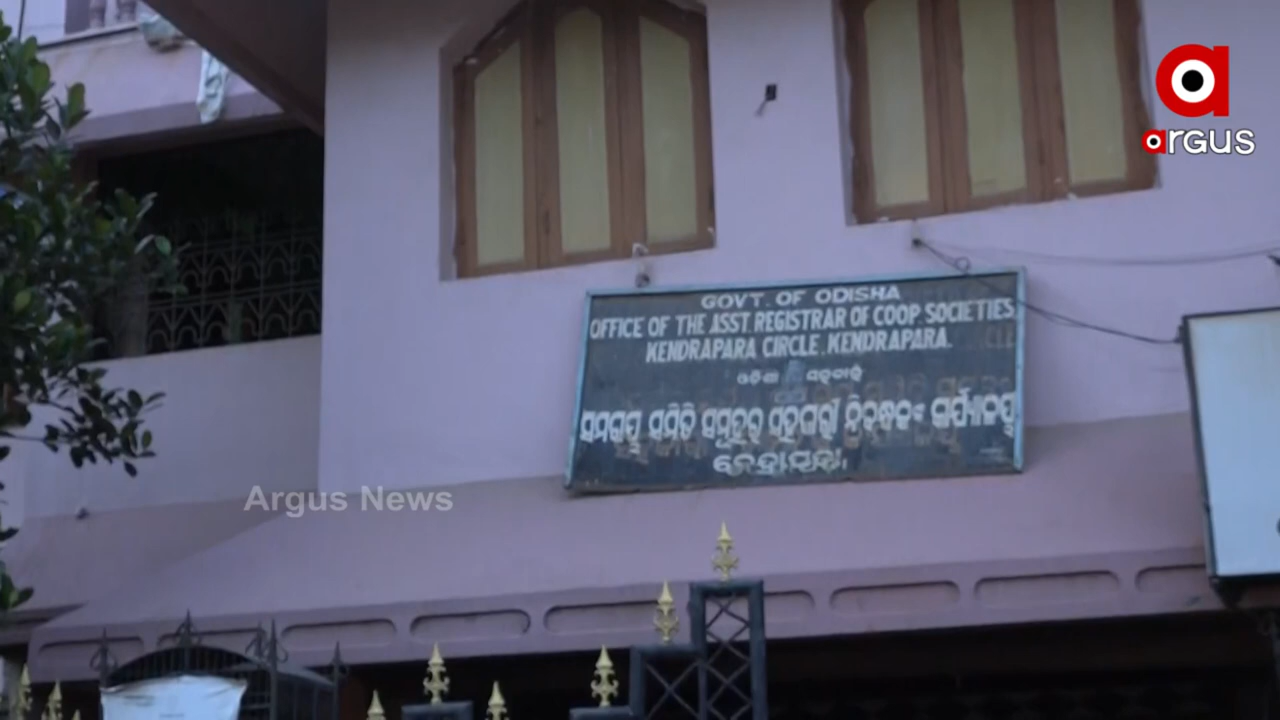 argus
GOVT. OF ODISHA
OFFICE OF THE ASST. REGISTRAR OF COOP. SOCIETIES
KENDRAPARA CIRCLE, KENDRAPARA.
ଓଡ଼ିଶା ସରକାର
ସମବାୟ ସମିତି ସମୂହର ସହକାରୀ ନିବନ୍ଧକଙ୍କ କାର୍ଯ୍ୟାଳୟ
Argus News